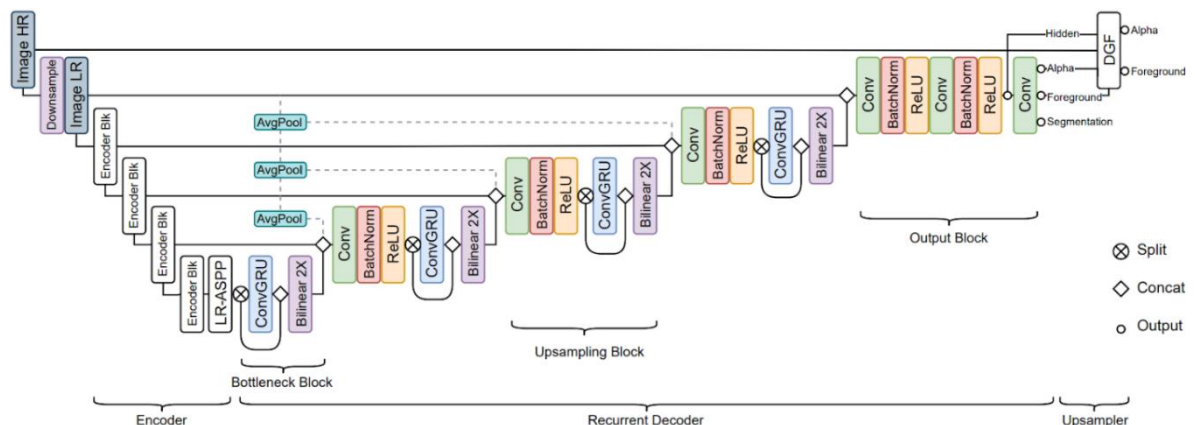 Image HR
Downsample
Image LR
Encoder Blk
Encoder Blk
Encoder Blk
Encoder Blk
LR-ASPP
ConvGRU
Bilinear 2X
AvgPool
AvgPool
AvgPool
Conv
BatchNorm
ReLU
ConvGRU
Bilinear 2X
Conv
BatchNorm
ReLU
ConvGRU
Bilinear 2X
Conv
BatchNorm
ReLU
ConvGRU
Bilinear 2X
Conv
BatchNorm
ReLU
Conv
BatchNorm
ReLU
Conv
Hidden
Alpha
Foreground
Segmentation
DGF
Alpha
Foreground
Output Block
Split
Concat
Output
Upsampling Block
Bottleneck Block
Encoder
Recurrent Decoder
Upsampler